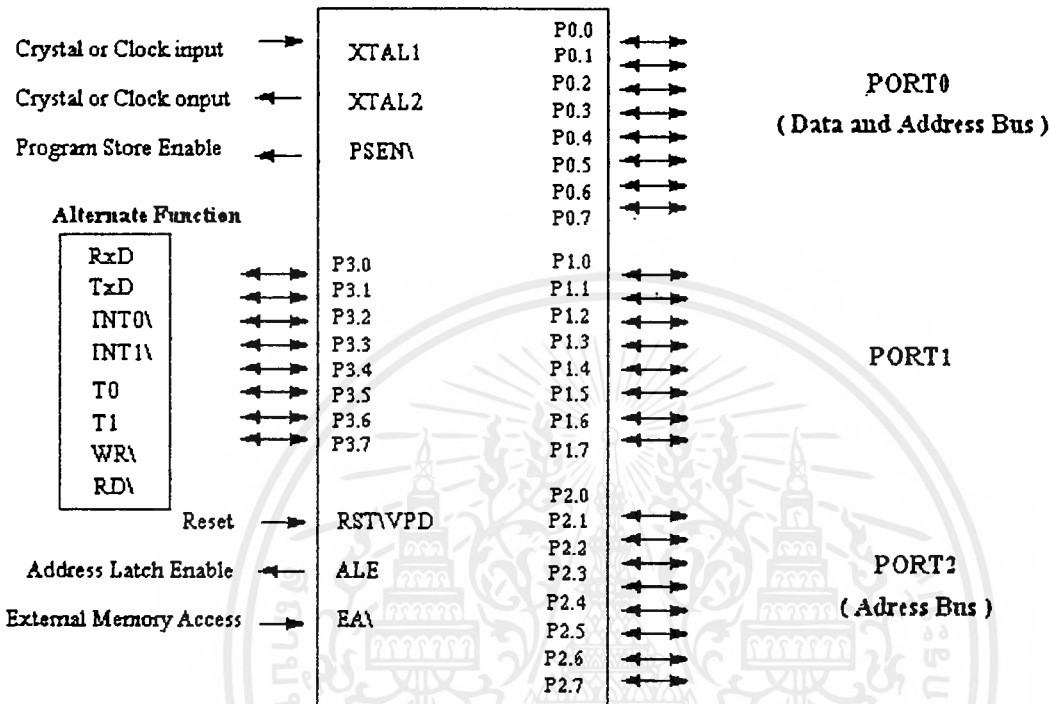 Crystal or Clock input
XTAL1
Crystal or Clock onput
XTAL2
Program Store Enable
PSEN\
Alternate Function
RxD
TxD
INT0\
INT1\
T0
T1
WR\
RD\
P3.0
P3.1
P3.2
P3.3
P3.4
P3.5
P3.6
P3.7
Reset
RST\VPD
Address Latch Enable
ALE
External Memory Access
EA\
P0.0
P0.1
P0.2
P0.3
P0.4
P0.5
P0.6
P0.7
PORT0
( Data and Address Bus )
P1.0
P1.1
P1.2
P1.3
P1.4
P1.5
P1.6
P1.7
PORT1
P2.0
P2.1
P2.2
P2.3
P2.4
P2.5
P2.6
P2.7
PORT2
( Adress Bus )